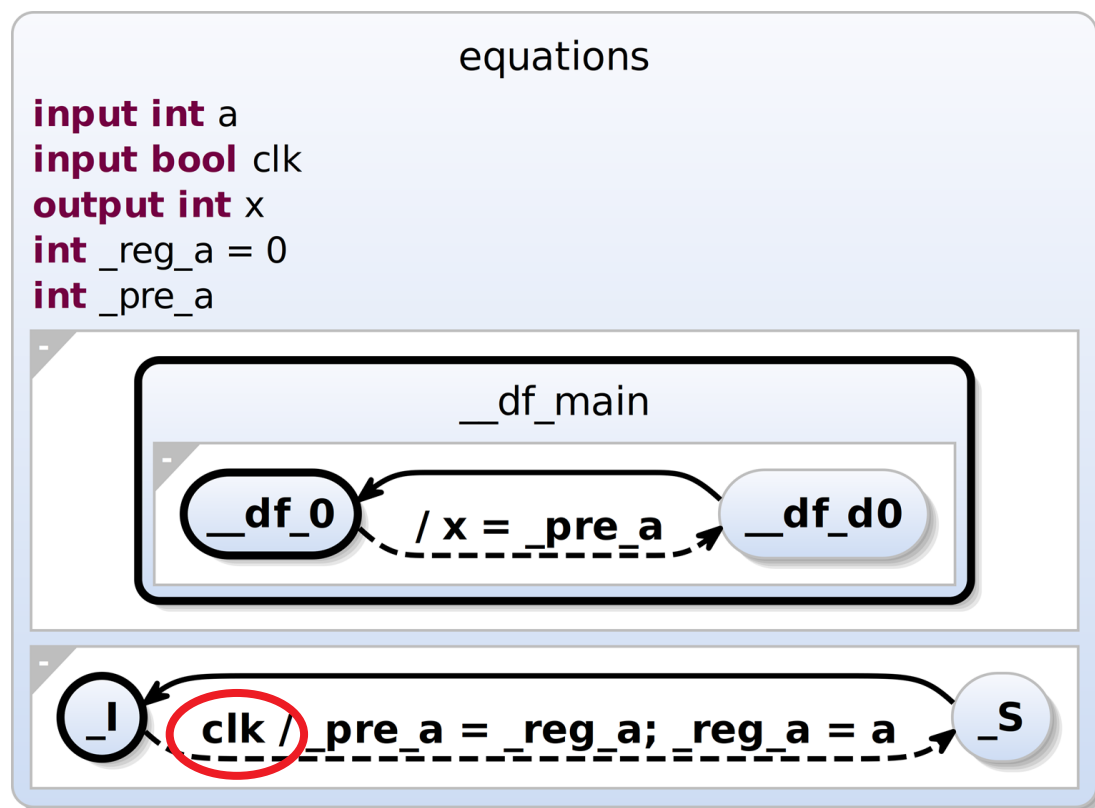 equations
input int a
input bool clk
output int x
int _reg_a = 0
int _pre_a
-
__df_main
-
__df_0
/ x = _pre_a
__df_d0
-
_I
clk / _pre_a = _reg_a; _reg_a = a
_S